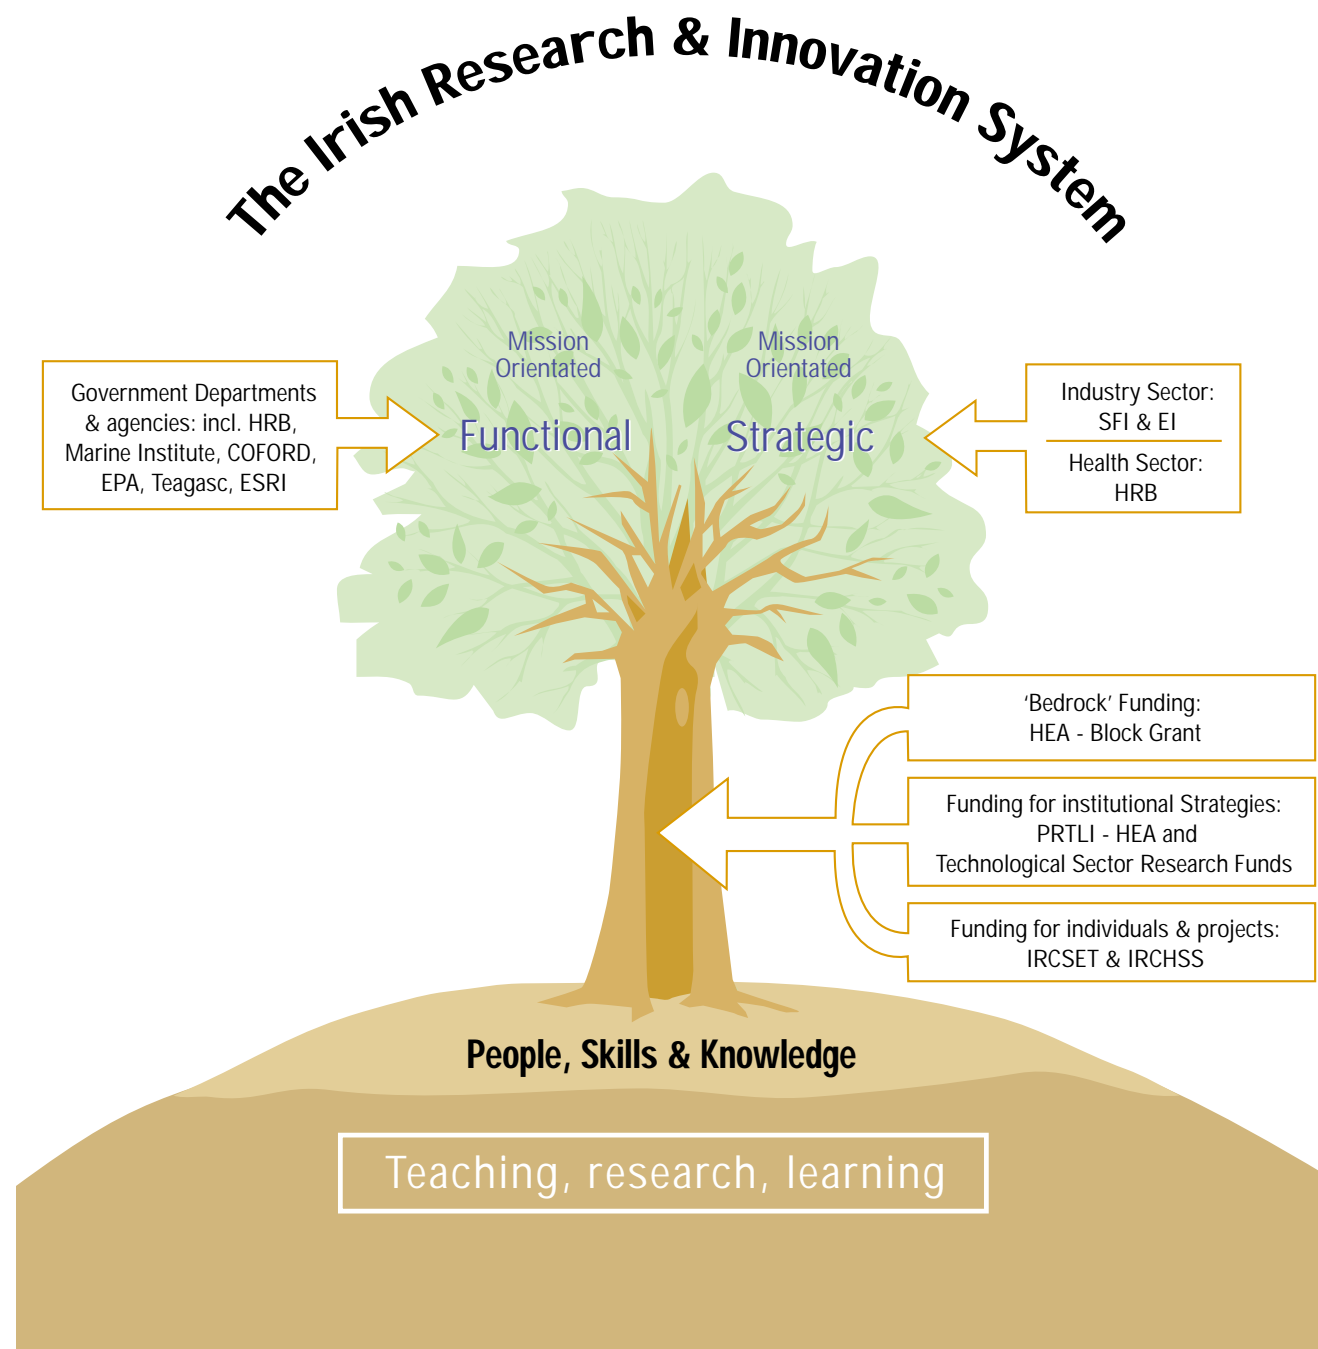 The Irish Research & Innovation System
Mission
Orientated
Functional
Mission
Orientated
Strategic
Government Departments
& agencies: incl. HRB,
Marine Institute, COFORD,
EPA, Teagasc, ESRI
Industry Sector:
SFI & EI
Health Sector:
HRB
‘Bedrock’ Funding:
HEA - Block Grant
Funding for institutional Strategies:
PRTLI - HEA and
Technological Sector Research Funds
Funding for individuals & projects:
IRCSET & IRCHSS
People, Skills & Knowledge
Teaching, research, learning